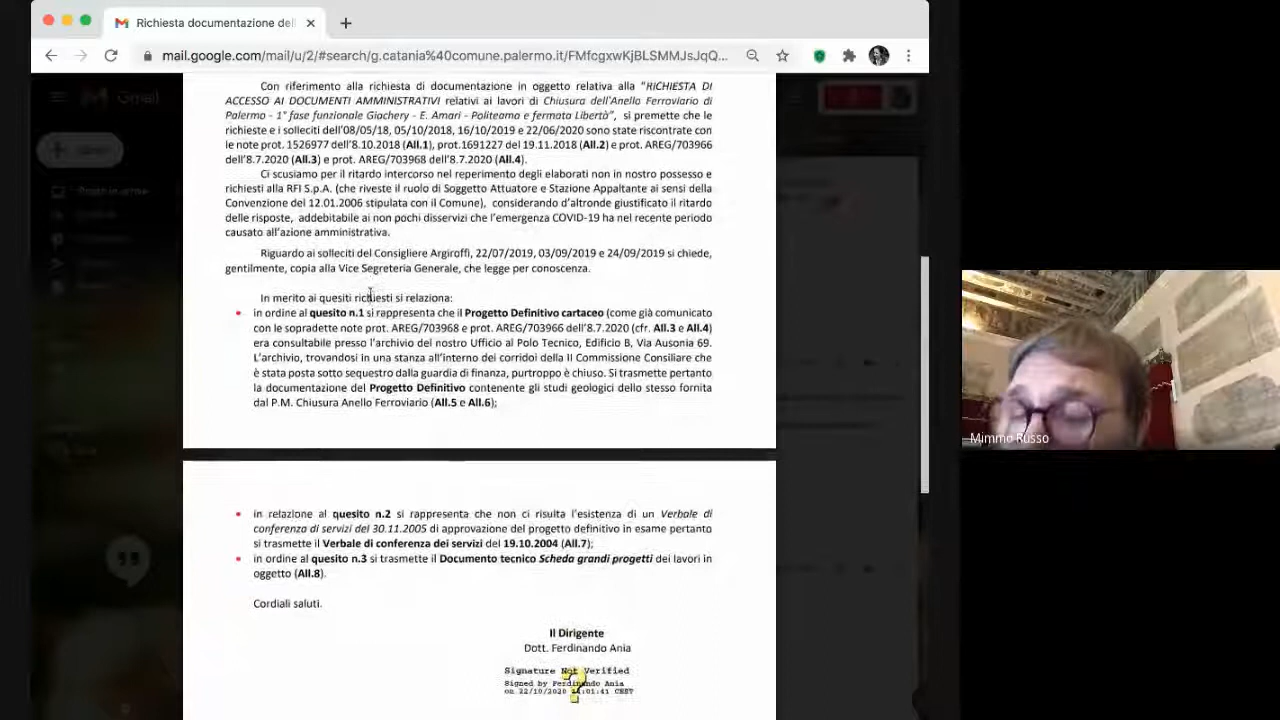 Richiesta documentazione del
mail.google.com/mail/u/2/#search/g.catania%40comune.palermo.it/FMfcgxwKjBLSMMJsJqQ...
Gmail
Con riferimento alla richiesta di documentazione in oggetto relativa alla "RICHIESTA DI
ACCESSO AI DOCUMENTI AMMINISTRATIVI relativi ai lavori di Chiusura dell'Anello Ferroviario di
Palermo - 1° fase funzionale Giachery - E. Amari - Politeama e fermata Libertà", si premette che le
richieste e i solleciti dell'08/05/18, 05/10/2018, 16/10/2019 e 22/06/2020 sono state riscontrate con
le note prot. 1526977 dell'8.10.2018 (All.1), prot.1691227 del 19.11.2018 (All.2) e prot. AREG/703966
dell'8.7.2020 (All.3) e prot. AREG/703968 dell'8.7.2020 (All.4).
Ci scusiamo per il ritardo intercorso nel reperimento degli elaborati non in nostro possesso e
richiesti alla RFI S.p.A. (che riveste il ruolo di Soggetto Attuatore e Stazione Appaltante ai sensi della
Convenzione del 12.01.2006 stipulata con il Comune), considerando d'altronde giustificato il ritardo
delle risposte, addebitabile ai non pochi disservizi che l'emergenza COVID-19 ha nel recente periodo
causato all'azione amministrativa.
Riguardo ai solleciti del Consigliere Argiroffi, 22/07/2019, 03/09/2019 e 24/09/2019 si chiede,
gentilmente, copia alla Vice Segreteria Generale, che legge per conoscenza.
In merito ai quesiti richiesti si relaziona:
• in ordine al quesito n.1 si rappresenta che il Progetto Definitivo cartaceo (come già comunicato
con le sopradette note prot. AREG/703968 e prot. AREG/703966 dell'8.7.2020 (cfr. All.3 e All.4)
era consultabile presso l'archivio del nostro Ufficio al Polo Tecnico, Edificio B, Via Ausonia 69.
L'archivio, trovandosi in una stanza all'interno dei corridoi della II Commissione Consiliare che
è stata posta sotto sequestro dalla guardia di finanza, purtroppo è chiuso. Si trasmette pertanto
la documentazione del Progetto Definitivo contenente gli studi geologici dello stesso fornita
dal P.M. Chiusura Anello Ferroviario (All.5 e All.6);
• in relazione al quesito n.2 si rappresenta che non ci risulta l'esistenza di un Verbale di
conferenza di servizi del 30.11.2005 di approvazione del progetto definitivo in esame pertanto
si trasmette il Verbale di conferenza dei servizi del 19.10.2004 (All.7);
• in ordine al quesito n.3 si trasmette il Documento tecnico Scheda grandi progetti dei lavori in
oggetto (All.8).
Cordiali saluti.
Il Dirigente
Dott. Ferdinando Ania
Signature Not Verified
Signed by Ferdinando Ania
on 22/10/2020 11:01:41 CEST
Mimmo Russo